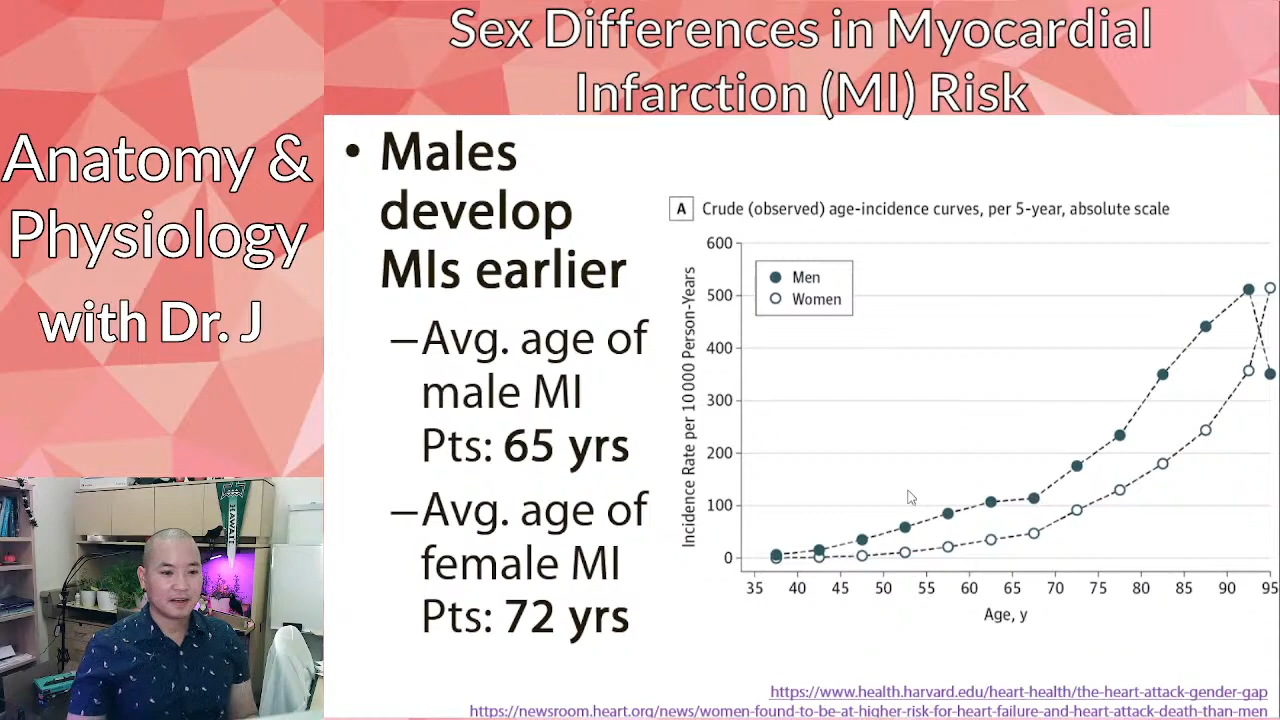 Sex Differences in Myocardial
Infarction (MI) Risk
Anatomy &
Physiology
with Dr. J
• Males
develop
MIs earlier
–Avg. age of
male MI
Pts: 65 yrs
–Avg. age of
female MI
Pts: 72 yrs
A Crude (observed) age-incidence curves, per 5-year, absolute scale
Men
Women
Incidence Rate per 10 000 Person-Years
600
500
400
300
200
100
0
35 40 45 50 55 60 65 70 75 80 85 90 95
Age, y
HAWAI'I
https://www.health.harvard.edu/heart-health/the-heart-attack-gender-gap
https://newsroom.heart.org/news/women-found-to-be-at-higher-risk-for-heart-failure-and-heart-attack-death-than-men